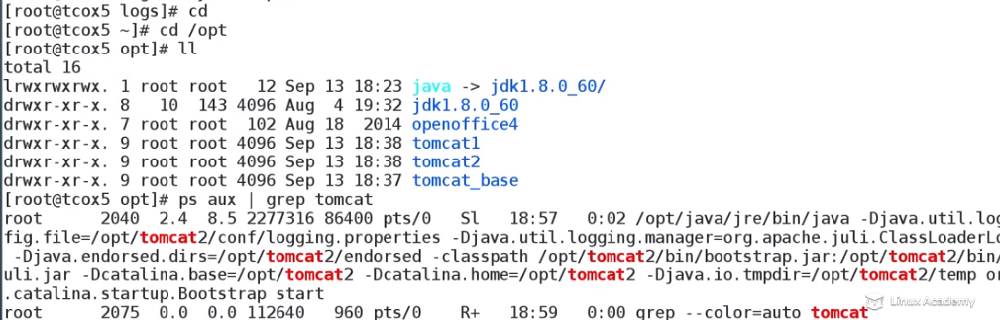 [root@tcox5 logs]# cd
[root@tcox5 ~]# cd /opt
[root@tcox5 opt]# ll
total 16
lrwxrwxrwx. 1 root root   12 Sep 13 18:23 java -> jdk1.8.0_60/
drwxr-xr-x. 8   10  143 4096 Aug  4 19:32 jdk1.8.0_60
drwxr-xr-x. 7 root root  102 Aug 18  2014 openoffice4
drwxr-xr-x. 9 root root 4096 Sep 13 18:38 tomcat1
drwxr-xr-x. 9 root root 4096 Sep 13 18:38 tomcat2
drwxr-xr-x. 9 root root 4096 Sep 13 18:37 tomcat_base
[root@tcox5 opt]# ps aux | grep tomcat
root      2040  2.4  8.5 2277316 86400 pts/0   Sl   18:57   0:02 /opt/java/jre/bin/java -Djava.util.log
fig.file=/opt/tomcat2/conf/logging.properties -Djava.util.logging.manager=org.apache.juli.ClassLoaderLo
 -Djava.endorsed.dirs=/opt/tomcat2/endorsed -classpath /opt/tomcat2/bin/bootstrap.jar:/opt/tomcat2/bin/
uli.jar -Dcatalina.base=/opt/tomcat2 -Dcatalina.home=/opt/tomcat2 -Djava.io.tmpdir=/opt/tomcat2/temp or
.catalina.startup.Bootstrap start
root      2075  0.0  0.0 112640   960 pts/0    R+   18:59   0:00 grep --color=auto tomcat
Linux Academy